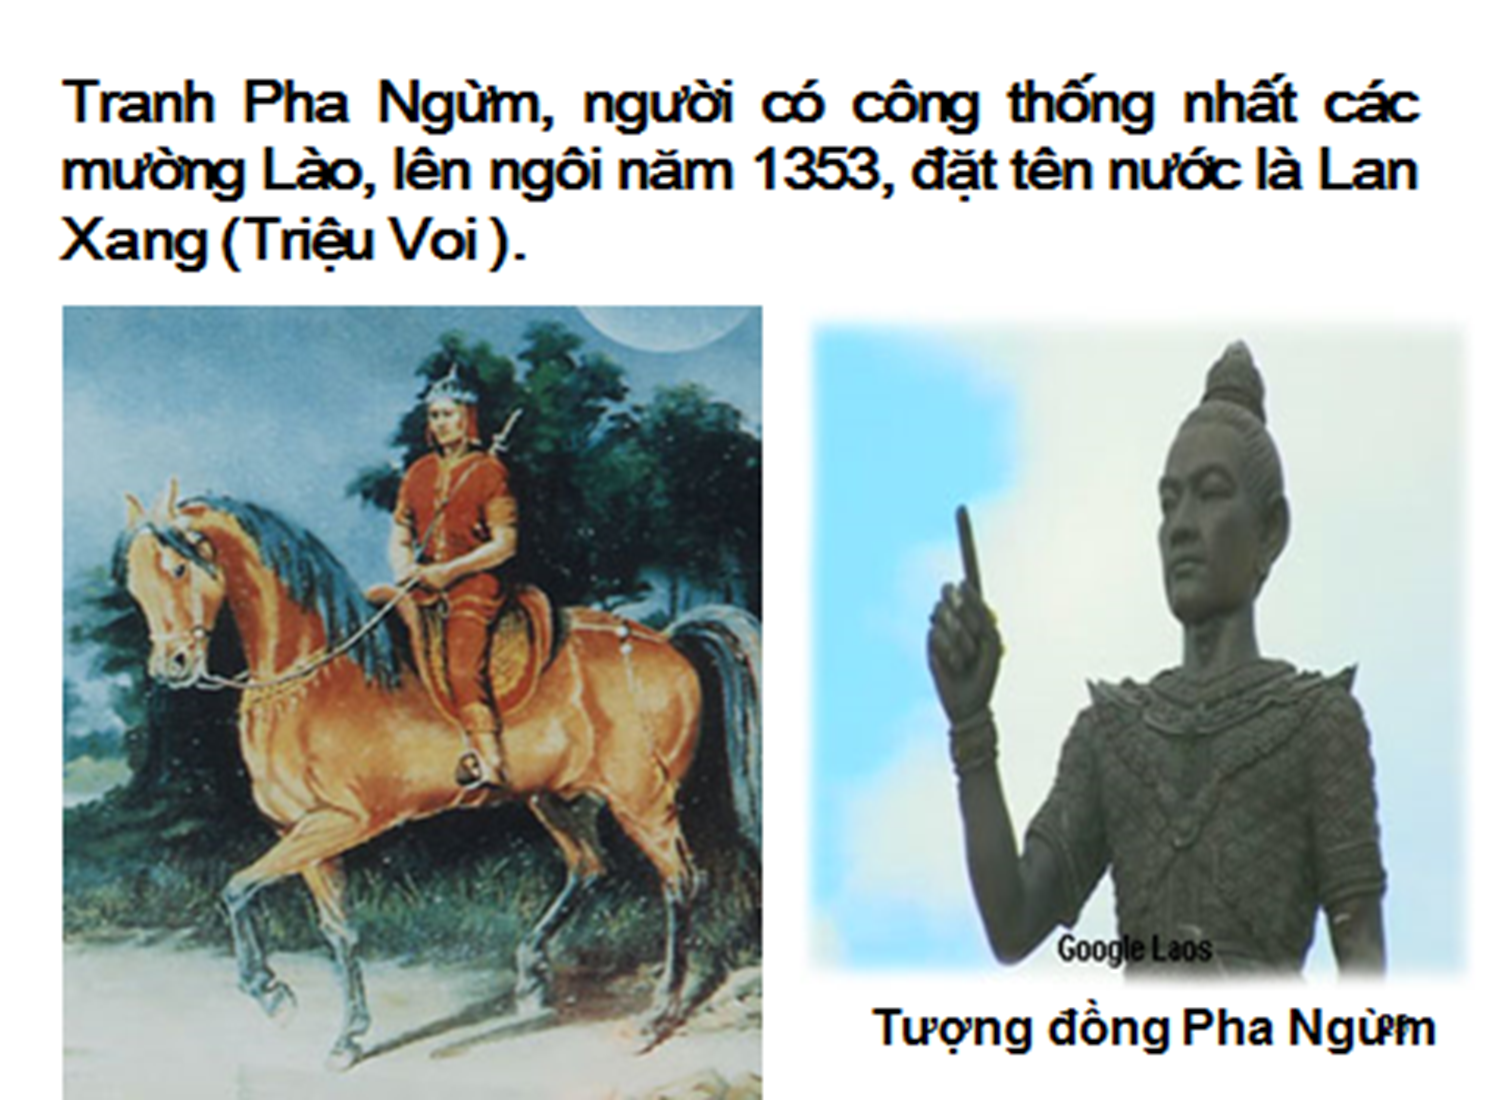 Tranh Pha Ngừm, người có công thống nhất các
mường Lào, lên ngôi năm 1353, đặt tên nước là Lan
Xang (Triệu Voi ).
Google Laos
Tượng đồng Pha Ngừm